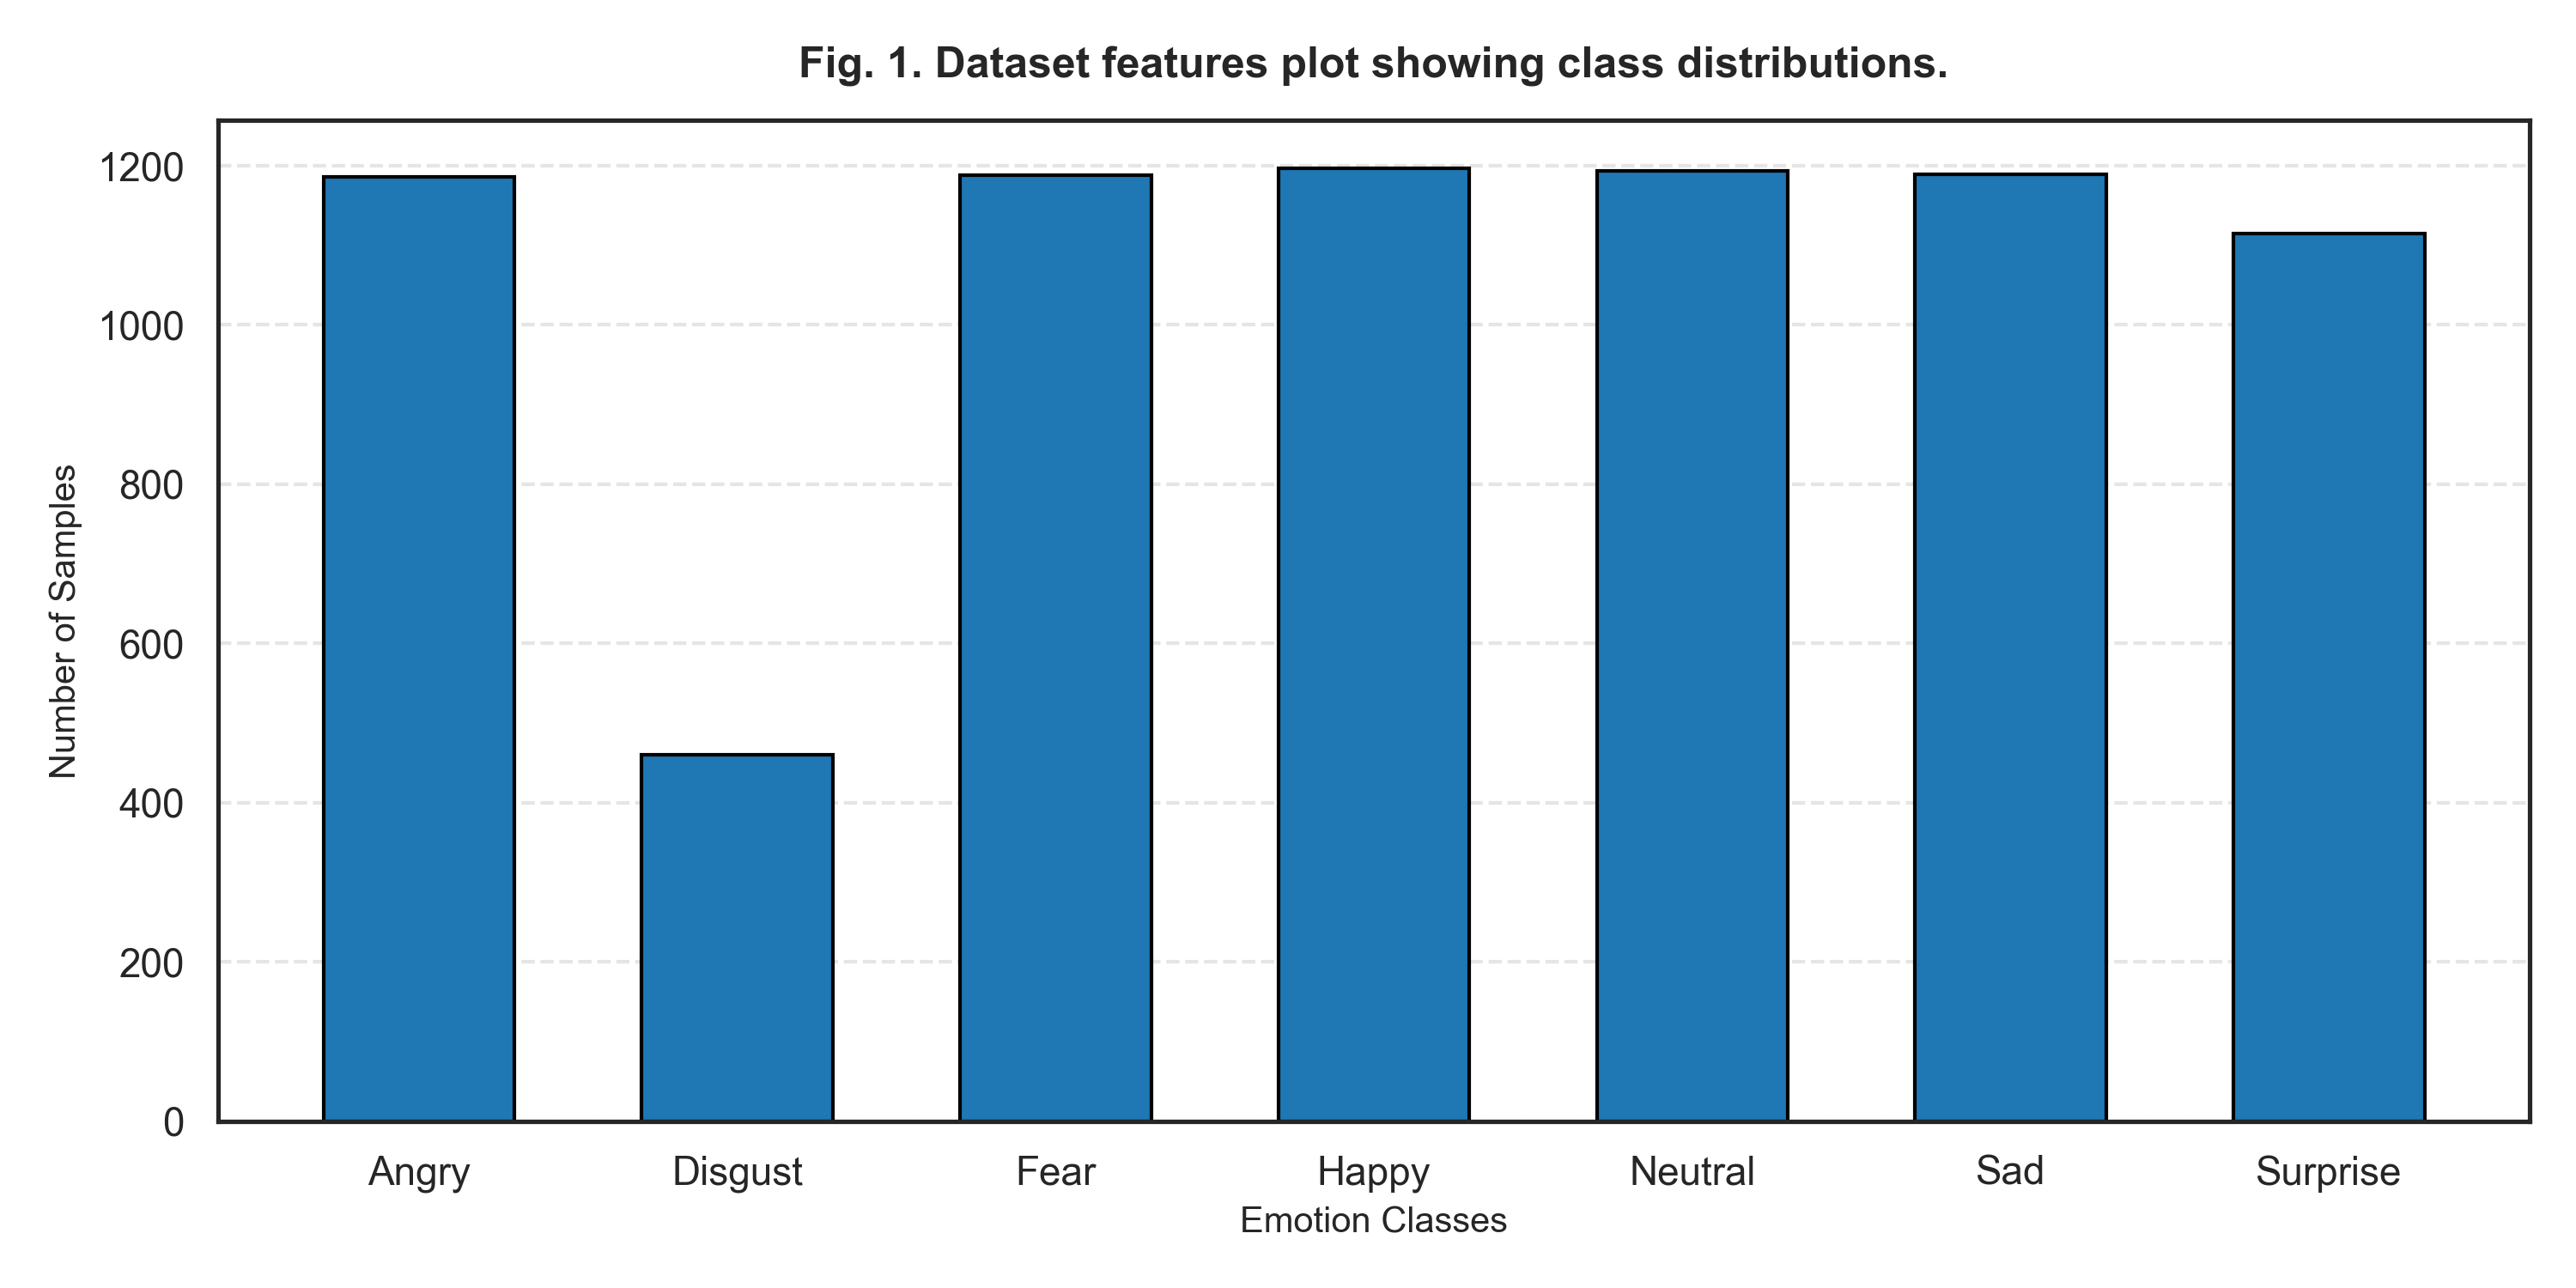 Fig. 1. Dataset features plot showing class distributions.
1200
1000
800
600
400
200
0
Number of Samples
Angry Disgust Fear Happy Neutral Sad Surprise
Emotion Classes